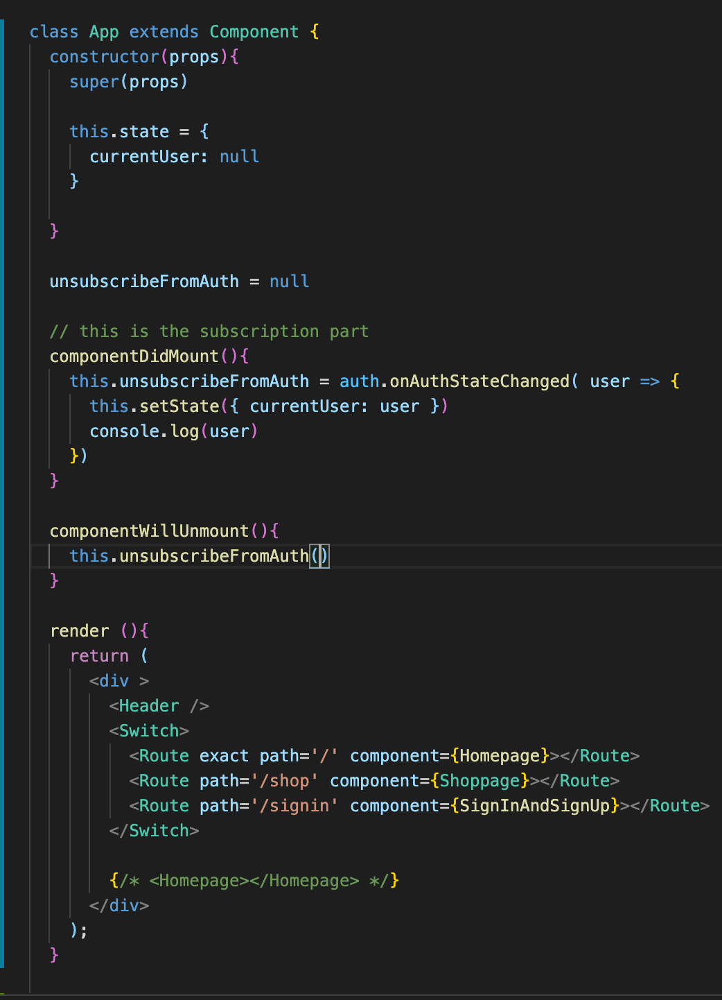 class App extends Component {
  constructor(props){
    super(props)

    this.state = {
      currentUser: null
    }

  }

  unsubscribeFromAuth = null

  // this is the subscription part
  componentDidMount(){
    this.unsubscribeFromAuth = auth.onAuthStateChanged( user => {
      this.setState({ currentUser: user })
      console.log(user)
    })
  }

  componentWillUnmount(){
    this.unsubscribeFromAuth()
  }

  render (){
    return (
      <div >
        <Header />
        <Switch>
          <Route exact path='/' component={Homepage}></Route>
          <Route path='/shop' component={Shoppage}></Route>
          <Route path='/signin' component={SignInAndSignUp}></Route>
        </Switch>

        {/* <Homepage></Homepage> */}
      </div>
    );
  }